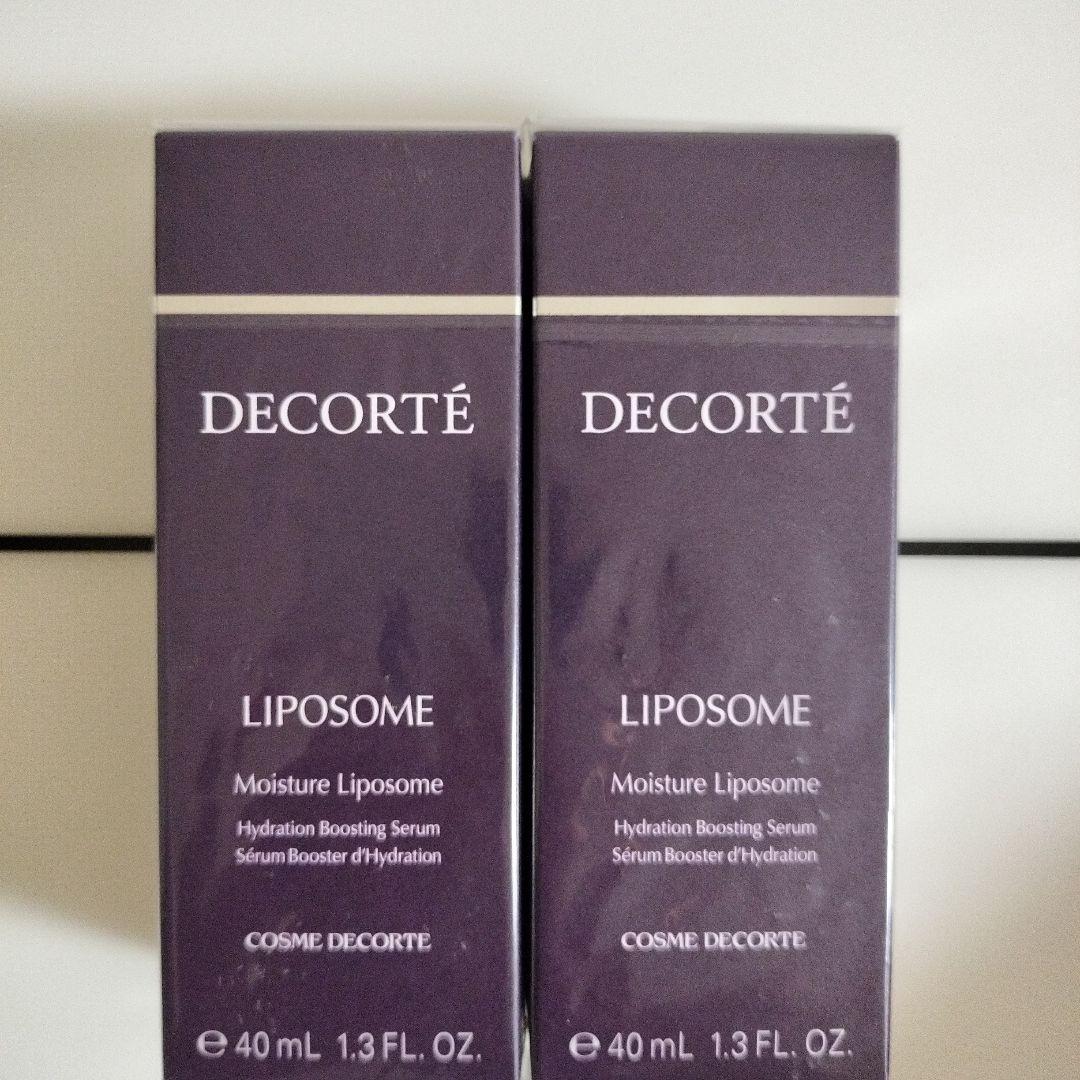 DECORTÉ
LIPOSOME
Moisture Liposome
Hydration Boosting Serum
Sérum Booster d'Hydration
COSME DECORTE
℮ 40 mL 1.3 FL. OZ.
DECORTÉ
LIPOSOME
Moisture Liposome
Hydration Boosting Serum
Sérum Booster d'Hydration
COSME DECORTE
℮ 40 mL 1.3 FL. OZ.